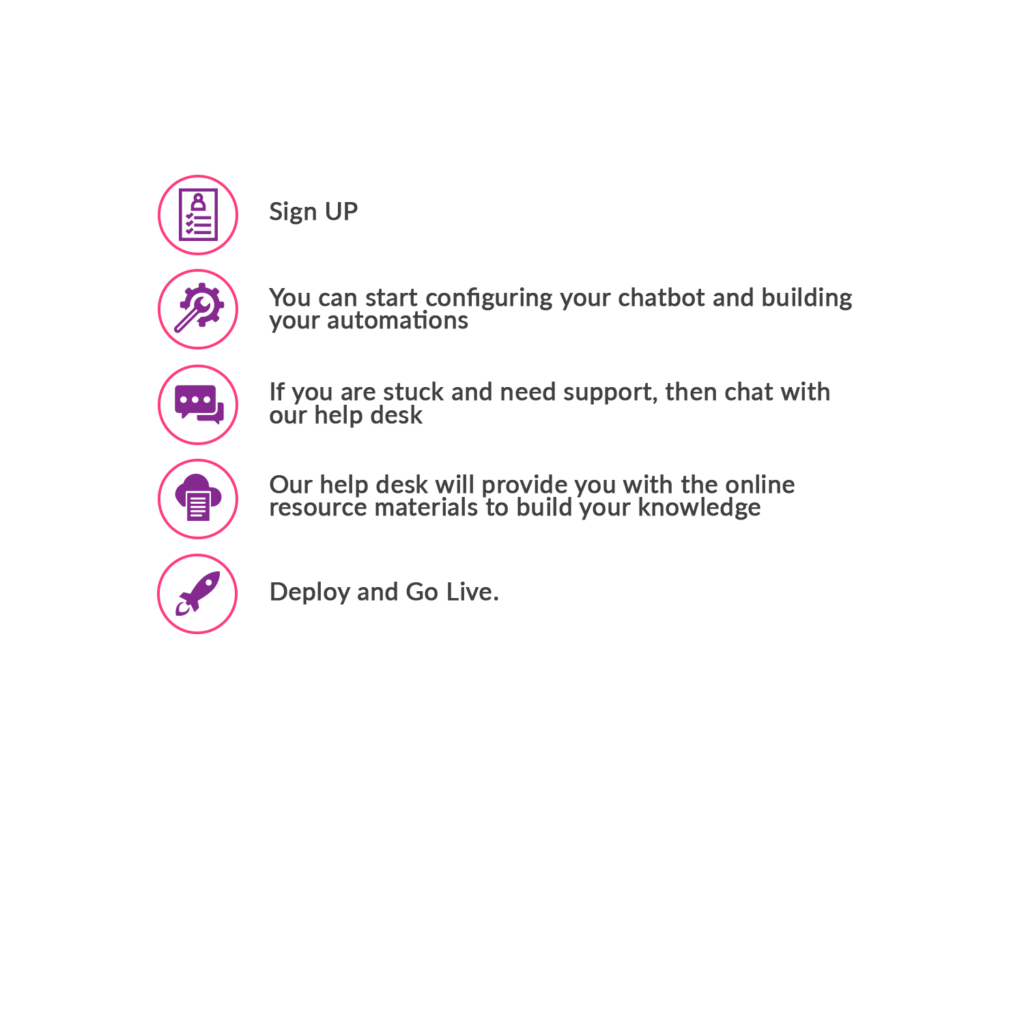 Sign UP
You can start configuring your chatbot and building
your automations
If you are stuck and need support, then chat with
our help desk
Our help desk will provide you with the online
resource materials to build your knowledge
Deploy and Go Live.